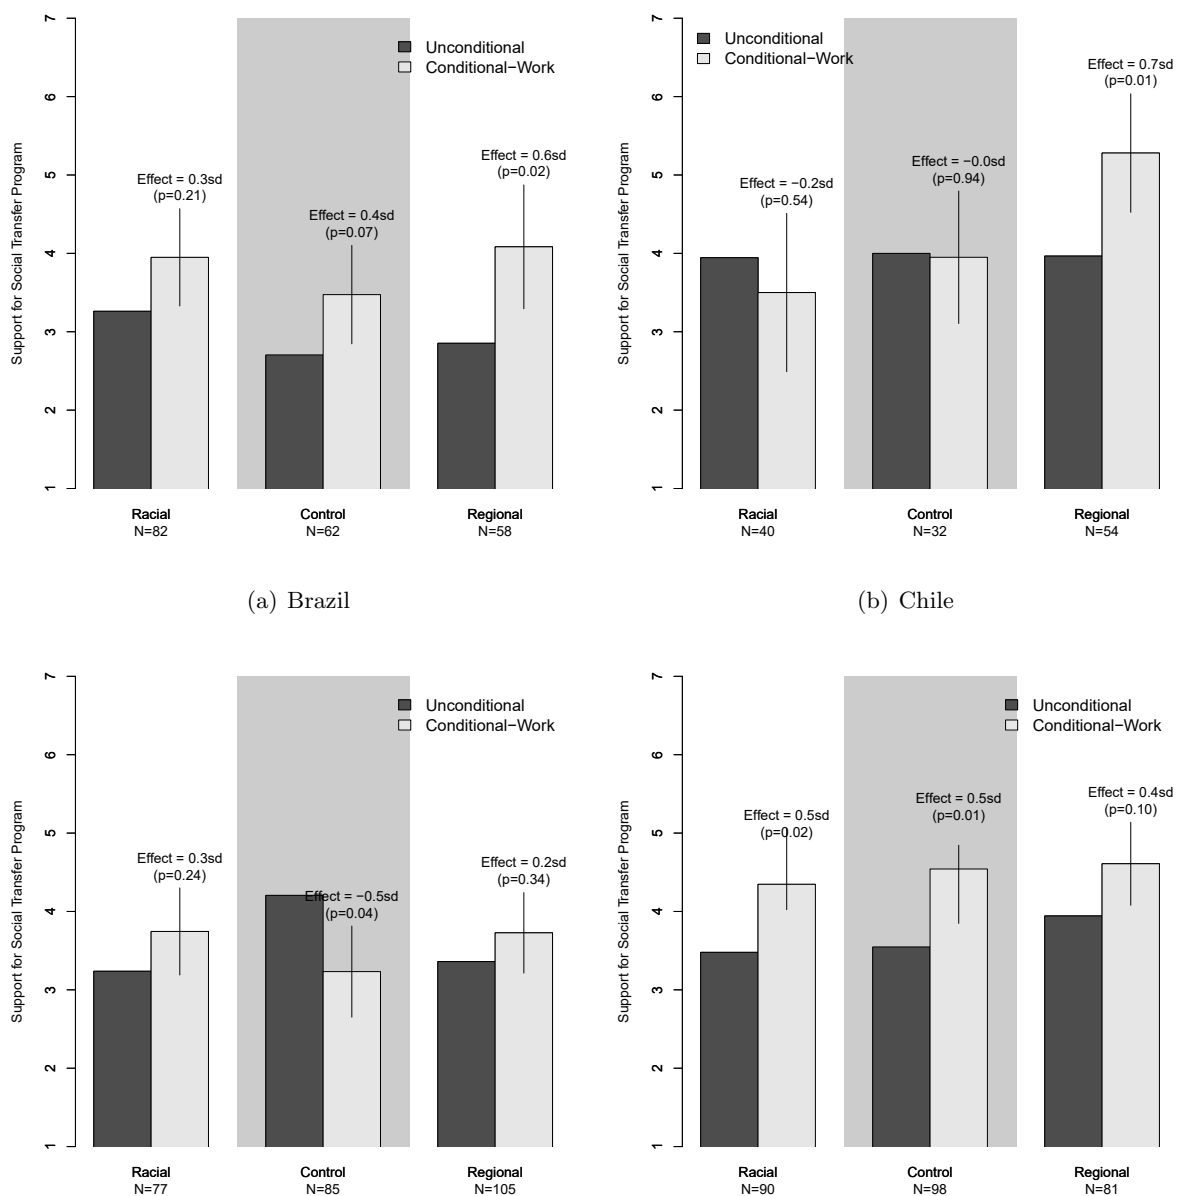 Support for Social Transfer Program
1 2 3 4 5 6 7
Unconditional
Conditional−Work
Effect = 0.3sd
(p=0.21)
Effect = 0.4sd
(p=0.07)
Effect = 0.6sd
(p=0.02)
Racial
N=82
Control
N=62
Regional
N=58
(a) Brazil
Support for Social Transfer Program
1 2 3 4 5 6 7
Unconditional
Conditional−Work
Effect = −0.2sd
(p=0.54)
Effect = −0.0sd
(p=0.94)
Effect = 0.7sd
(p=0.01)
Racial
N=40
Control
N=32
Regional
N=54
(b) Chile
Support for Social Transfer Program
1 2 3 4 5 6 7
Unconditional
Conditional−Work
Effect = 0.3sd
(p=0.24)
Effect = −0.5sd
(p=0.04)
Effect = 0.2sd
(p=0.34)
Racial
N=77
Control
N=85
Regional
N=105
Support for Social Transfer Program
1 2 3 4 5 6 7
Unconditional
Conditional−Work
Effect = 0.5sd
(p=0.02)
Effect = 0.5sd
(p=0.01)
Effect = 0.4sd
(p=0.10)
Racial
N=90
Control
N=98
Regional
N=81